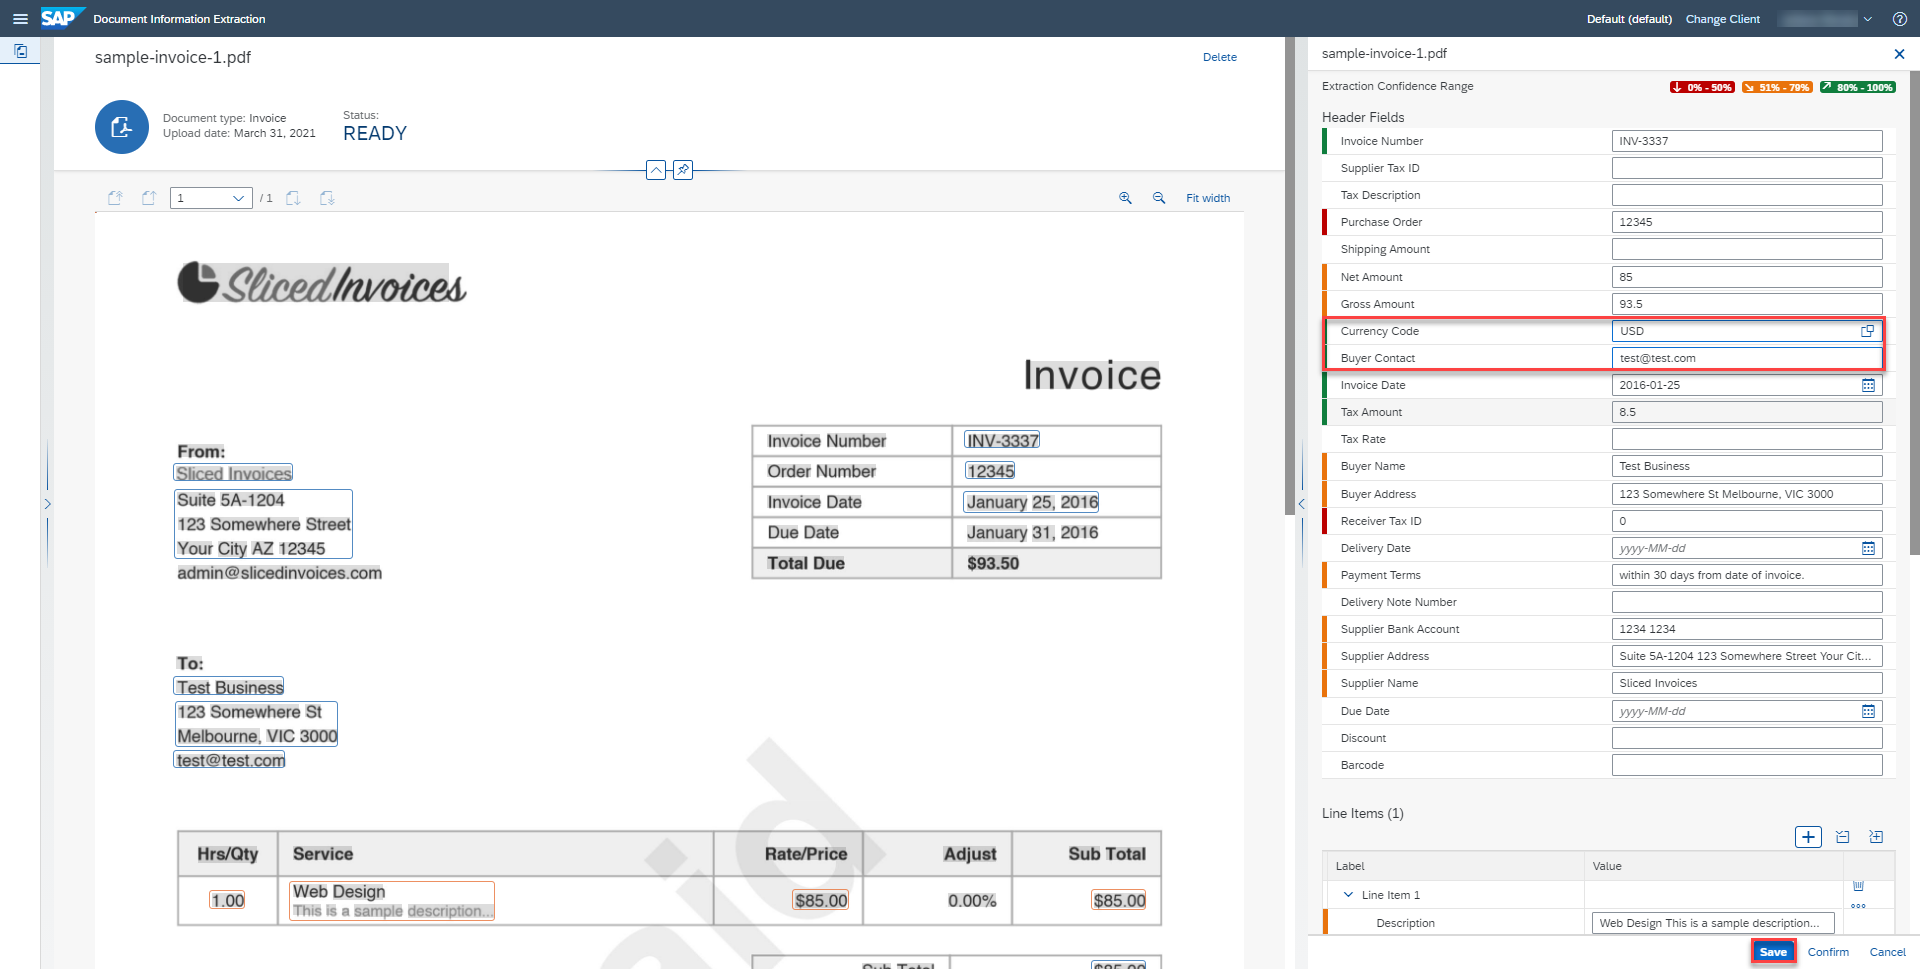 SAP Document Information Extraction
Default (default) Change Client
sample-invoice-1.pdf
Delete
Document type: Invoice
Upload date: March 31, 2021
Status:
READY
1 / 1
Fit width
SlicedInvoices
Invoice
Invoice Number INV-3337
Order Number 12345
Invoice Date January 25, 2016
Due Date January 31, 2016
Total Due $93.50
From:
Sliced Invoices
Suite 5A-1204
123 Somewhere Street
Your City AZ 12345
admin@slicedinvoices.com
To:
Test Business
123 Somewhere St
Melbourne, VIC 3000
test@test.com
Hrs/Qty Service Rate/Price Adjust Sub Total
1.00 Web Design $85.00 0.00% $85.00
This is a sample description...
Sub Total $85.00
aid
sample-invoice-1.pdf
Extraction Confidence Range 0% - 50% 51% - 79% 80% - 100%
Header Fields
Invoice Number INV-3337
Supplier Tax ID
Tax Description
Purchase Order 12345
Shipping Amount
Net Amount 85
Gross Amount 93.5
Currency Code USD
Buyer Contact test@test.com
Invoice Date 2016-01-25
Tax Amount 8.5
Tax Rate
Buyer Name Test Business
Buyer Address 123 Somewhere St Melbourne, VIC 3000
Receiver Tax ID 0
Delivery Date yyyy-MM-dd
Payment Terms within 30 days from date of invoice.
Delivery Note Number
Supplier Bank Account 1234 1234
Supplier Address Suite 5A-1204 123 Somewhere Street Your Cit...
Supplier Name Sliced Invoices
Due Date yyyy-MM-dd
Discount
Barcode
Line Items (1)
Label Value
Line Item 1
Description Web Design This is a sample description...
Save Confirm Cancel